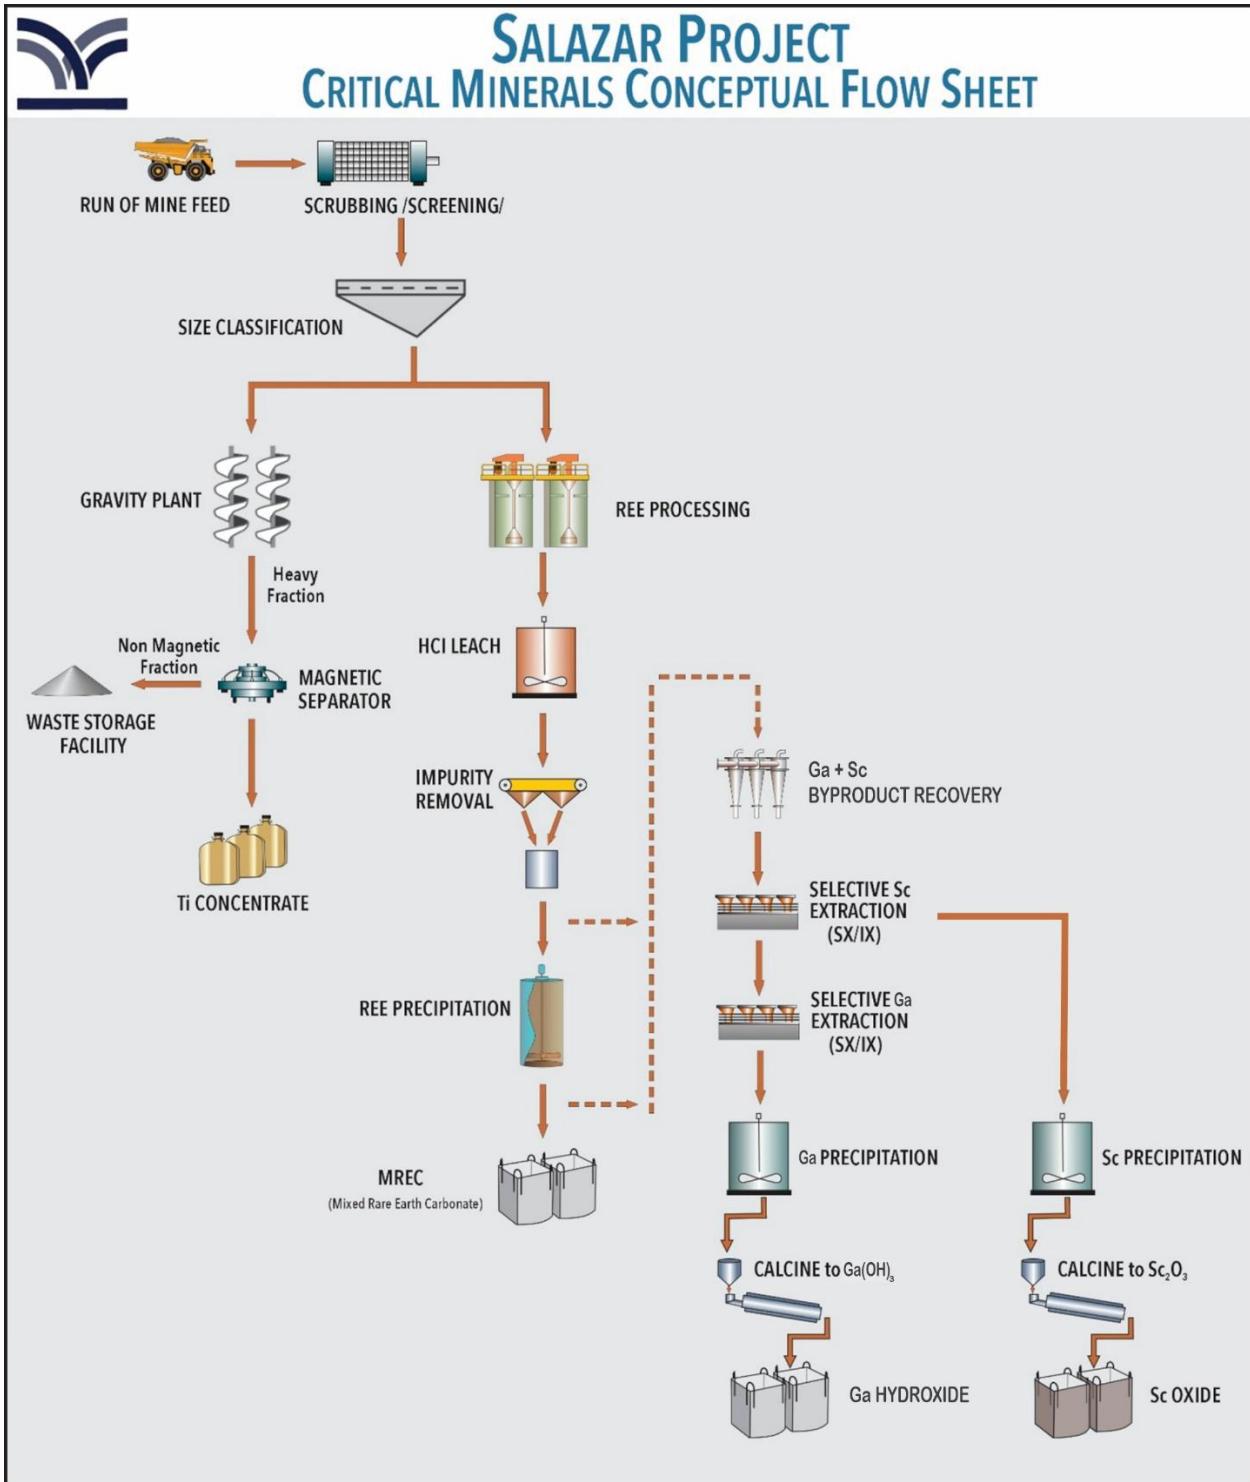 SALAZAR PROJECT
CRITICAL MINERALS CONCEPTUAL FLOW SHEET
RUN OF MINE FEED
SCRUBBING /SCREENING/
SIZE CLASSIFICATION
GRAVITY PLANT
REE PROCESSING
Heavy
Fraction
Non Magnetic
Fraction
MAGNETIC
SEPARATOR
WASTE STORAGE
FACILITY
Ti CONCENTRATE
HCl LEACH
IMPURITY
REMOVAL
REE PRECIPITATION
MREC
(Mixed Rare Earth Carbonate)
Ga + Sc
BYPRODUCT RECOVERY
SELECTIVE Sc
EXTRACTION
(SX/IX)
SELECTIVE Ga
EXTRACTION
(SX/IX)
Ga PRECIPITATION
Sc PRECIPITATION
CALCINE to Ga(OH)₃
CALCINE to Sc₂O₃
Ga HYDROXIDE
Sc OXIDE